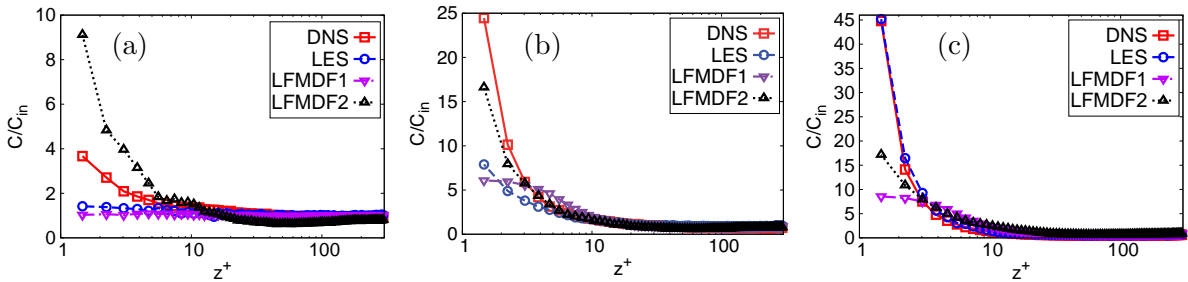 (a)
DNS
LES
LFMDF1
LFMDF2
C/C_in
10
8
6
4
2
0
1
10
100
z^+
(b)
DNS
LES
LFMDF1
LFMDF2
C/C_in
25
20
15
10
5
0
1
10
100
z^+
(c)
DNS
LES
LFMDF1
LFMDF2
C/C_in
45
40
35
30
25
20
15
10
5
0
1
10
100
z^+